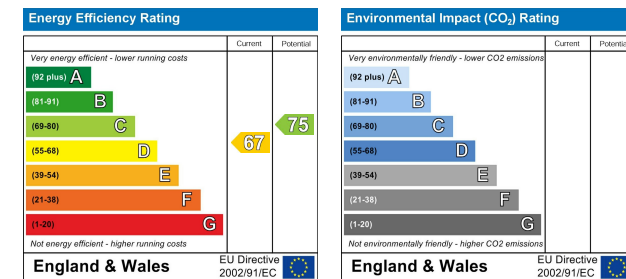 Energy Efficiency Rating
Current Potential
Very energy efficient - lower running costs
(92 plus) A
(81-91) B
(69-80) C 75
(55-68) D 67
(39-54) E
(21-38) F
(1-20) G
Not energy efficient - higher running costs
England & Wales
EU Directive
2002/91/EC
Environmental Impact (CO2) Rating
Current Potential
Very environmentally friendly - lower CO2 emissions
(92 plus) A
(81-91) B
(69-80) C
(55-68) D
(39-54) E
(21-38) F
(1-20) G
Not environmentally friendly - higher CO2 emissions
England & Wales
EU Directive
2002/91/EC